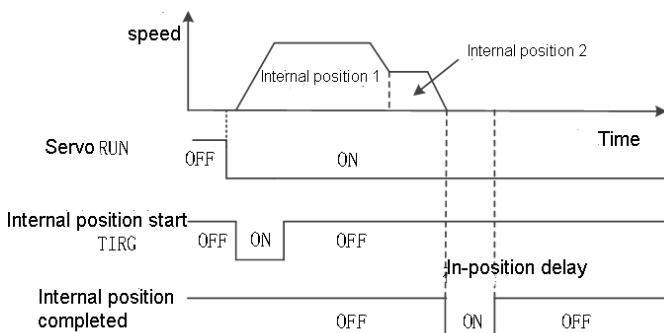 speed
Internal position 2
Internal position 1
Time
Servo RUN
OFF
ON
Internal position start
TIRG
OFF
ON
OFF
In-position delay
Internal position
completed
OFF
ON
OFF